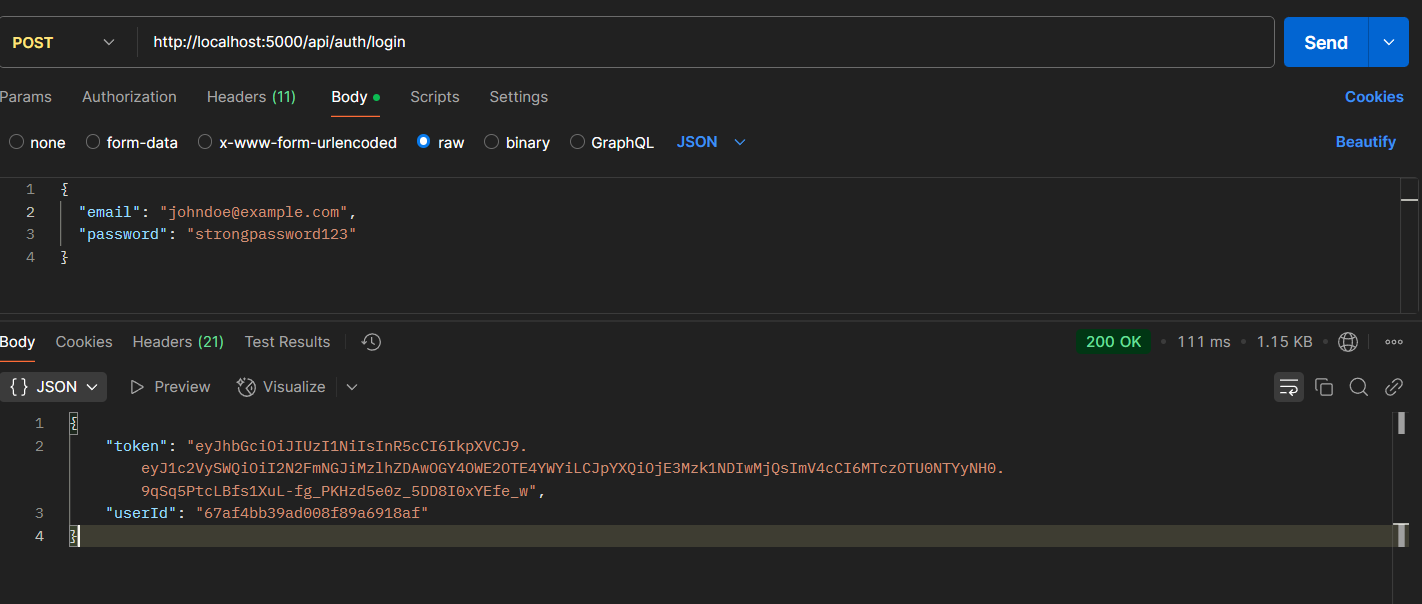 POST http://localhost:5000/api/auth/login Send
Params Authorization Headers (11) Body Scripts Settings Cookies
none form-data x-www-form-urlencoded raw binary GraphQL JSON Beautify
1 {
2 "email": "johndoe@example.com",
3 "password": "strongpassword123"
4 }
Body Cookies Headers (21) Test Results 200 OK • 111 ms • 1.15 KB •
{} JSON Preview Visualize
1 {
2 "token": "eyJhbGciOiJIUzI1NiIsInR5cCI6IkpXVCJ9.
eyJ1c2VySWQiOiI2N2FmNGJiMzlhZDAwOGY4OWE2OTE4YWYiLCJpYXQiOjE3Mzk1NDIwMjQsImV4cCI6MTczOTU0NTYyNH0.
9qSq5PtcLBfs1XuL-fg_PKHzd5e0z_5DD8I0xYEfe_w",
3 "userId": "67af4bb39ad008f89a6918af"
4 }